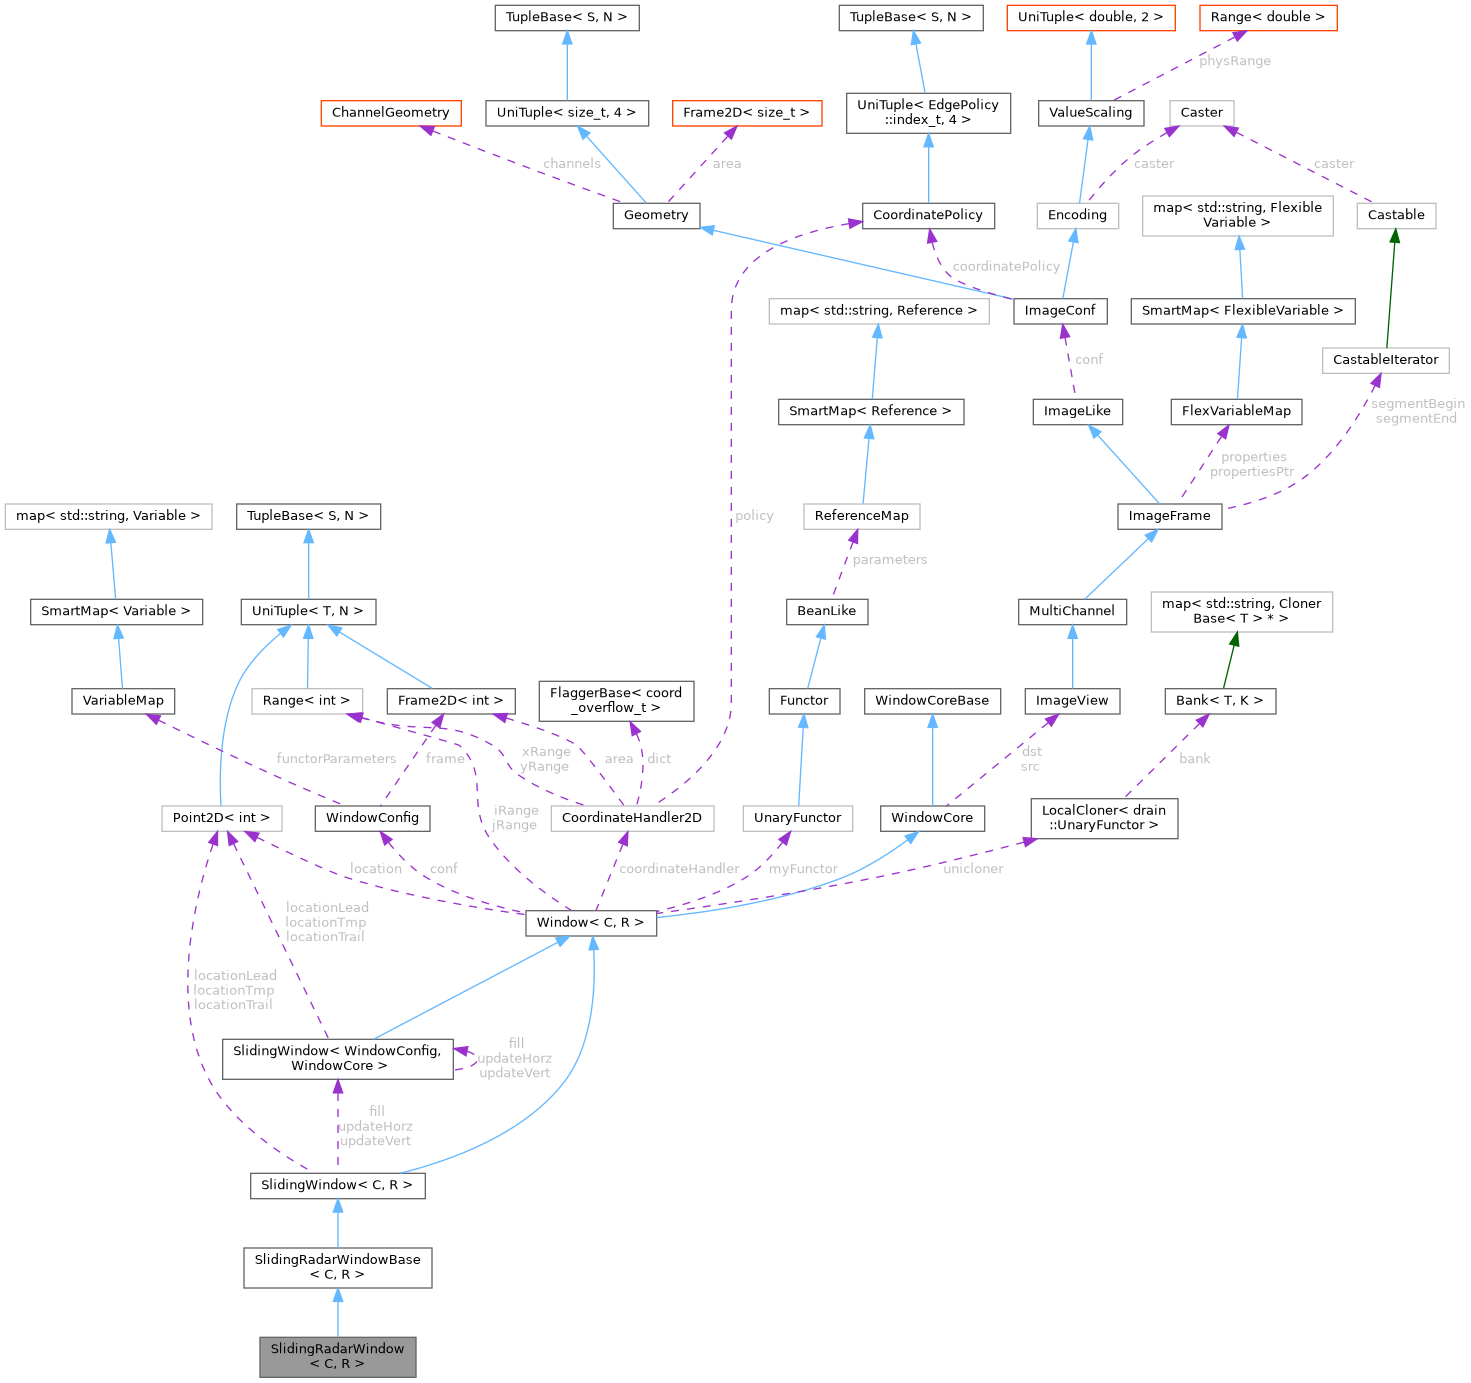 TupleBase< S, N >
TupleBase< S, N >
UniTuple< double, 2 >
Range< double >
physRange
ChannelGeometry
UniTuple< size_t, 4 >
Frame2D< size_t >
UniTuple< EdgePolicy
::index_t, 4 >
ValueScaling
Caster
channels
area
caster
caster
Geometry
CoordinatePolicy
Encoding
map< std::string, Flexible
Variable >
Castable
coordinatePolicy
map< std::string, Reference >
ImageConf
SmartMap< FlexibleVariable >
conf
CastableIterator
SmartMap< Reference >
ImageLike
FlexVariableMap
segmentBegin
segmentEnd
properties
propertiesPtr
map< std::string, Variable >
TupleBase< S, N >
policy
ReferenceMap
ImageFrame
parameters
SmartMap< Variable >
UniTuple< T, N >
BeanLike
MultiChannel
map< std::string, Cloner
Base< T > * >
VariableMap
Range< int >
Frame2D< int >
FlaggerBase< coord
_overflow_t >
Functor
WindowCoreBase
ImageView
Bank< T, K >
functorParameters
frame
xRange
yRange
area
dict
dst
src
bank
Point2D< int >
WindowConfig
iRange
jRange
CoordinateHandler2D
UnaryFunctor
WindowCore
LocalCloner< drain
::UnaryFunctor >
location
conf
coordinateHandler
myFunctor
unicloner
locationLead
locationTmp
locationTrail
Window< C, R >
locationLead
locationTmp
locationTrail
SlidingWindow< WindowConfig,
WindowCore >
fill
updateHorz
updateVert
fill
updateHorz
updateVert
SlidingWindow< C, R >
SlidingRadarWindowBase
< C, R >
SlidingRadarWindow
< C, R >